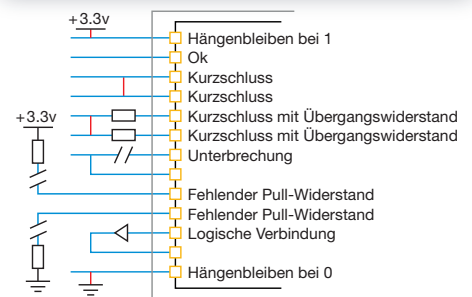 +3.3v
Hängenbleiben bei 1
Ok
Kurzschluss
Kurzschluss
+3.3v
Kurzschluss mit Übergangswiderstand
Kurzschluss mit Übergangswiderstand
Unterbrechung
Fehlender Pull-Widerstand
Fehlender Pull-Widerstand
Logische Verbindung
Hängenbleiben bei 0